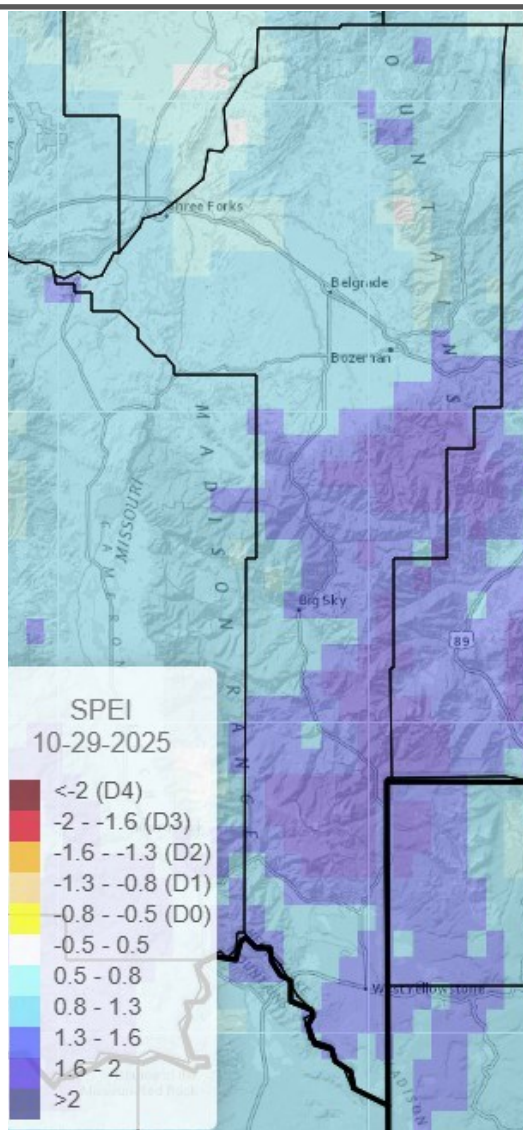 OUNTAINS
Three Forks
Belgrade
Bozeman
MADISON RANGE
MISSOURI
CAMERON
Big Sky
89
SPEI
10-29-2025
<-2 (D4)
-2 - -1.6 (D3)
-1.6 - -1.3 (D2)
-1.3 - -0.8 (D1)
-0.8 - -0.5 (D0)
-0.5 - 0.5
0.5 - 0.8
0.8 - 1.3
1.3 - 1.6
1.6 - 2
>2
West Yellowstone
ADISON